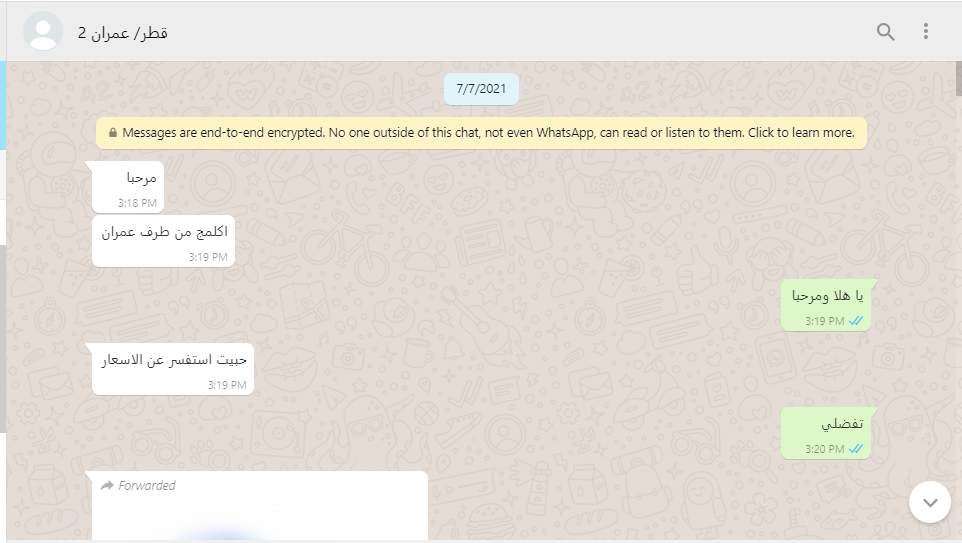 قطر/ عمران 2
7/7/2021
Messages are end-to-end encrypted. No one outside of this chat, not even WhatsApp, can read or listen to them. Click to learn more.
مرحبا
3:18 PM
اكلمج من طرف عمران
3:19 PM
يا هلا ومرحبا
3:19 PM
حبيت استفسر عن الاسعار
3:19 PM
تفضلي
3:20 PM
Forwarded